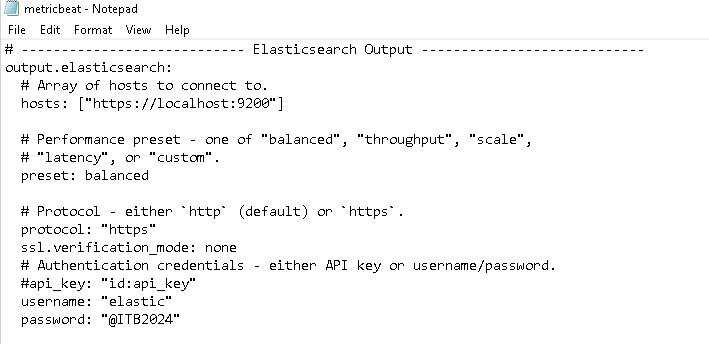 metricbeat - Notepad
File Edit Format View Help
# --------------------------- Elasticsearch Output ---------------------------
output.elasticsearch:
  # Array of hosts to connect to.
  hosts: ["https://localhost:9200"]

  # Performance preset - one of "balanced", "throughput", "scale",
  # "latency", or "custom".
  preset: balanced

  # Protocol - either `http` (default) or `https`.
  protocol: "https"
  ssl.verification_mode: none
  # Authentication credentials - either API key or username/password.
  #api_key: "id:api_key"
  username: "elastic"
  password: "@ITB2024"